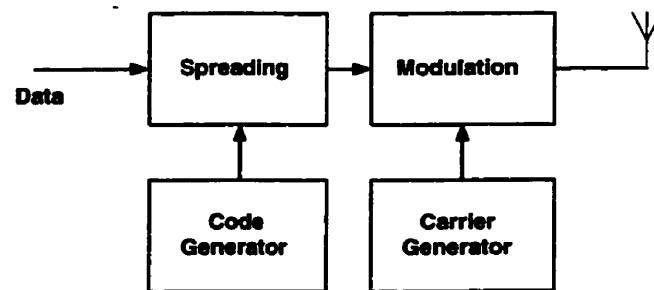 Spreading
Modulation
Data
Code
Generator
Carrier
Generator